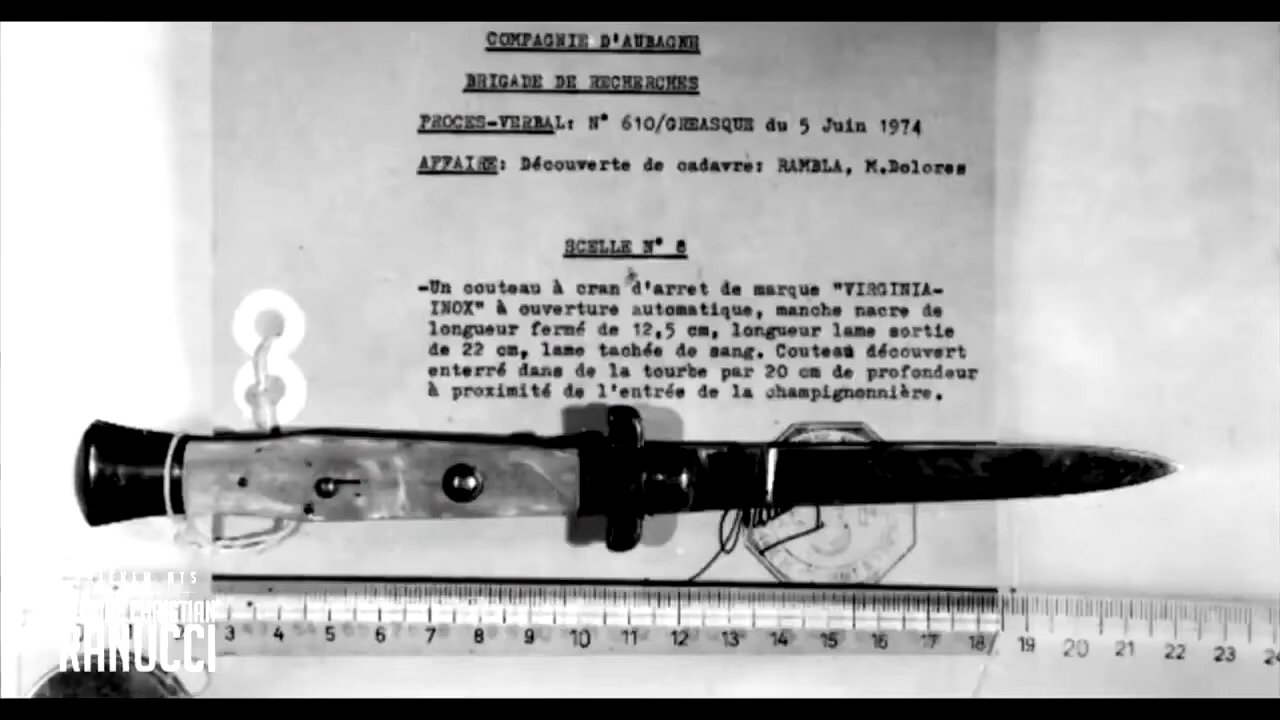 COMPAGNIE D'AUBAGNE
BRIGADE DE RECHERCHES
PROCES-VERBAL: N° 610/GREASQUE du 5 Juin 1974
AFFAIRE: Découverte de cadavre: RAMBLA, M.Dolores
SCELLE N° 8
-Un couteau à cran d'arret de marque "VIRGINIA-
INOX" à ouverture automatique, manche nacre de
longueur fermé de 12,5 cm, longueur lame sortie
de 22 cm, lame tachée de sang. Couteau découvert
enterré dans de la tourbe par 20 cm de profondeur
à proximité de l'entrée de la champignonnière.
CHRISTIAN
RANUCCI
3 4 5 6 7 8 9 10 11 12 13 14 15 16 17 18 19 20 21 22 23